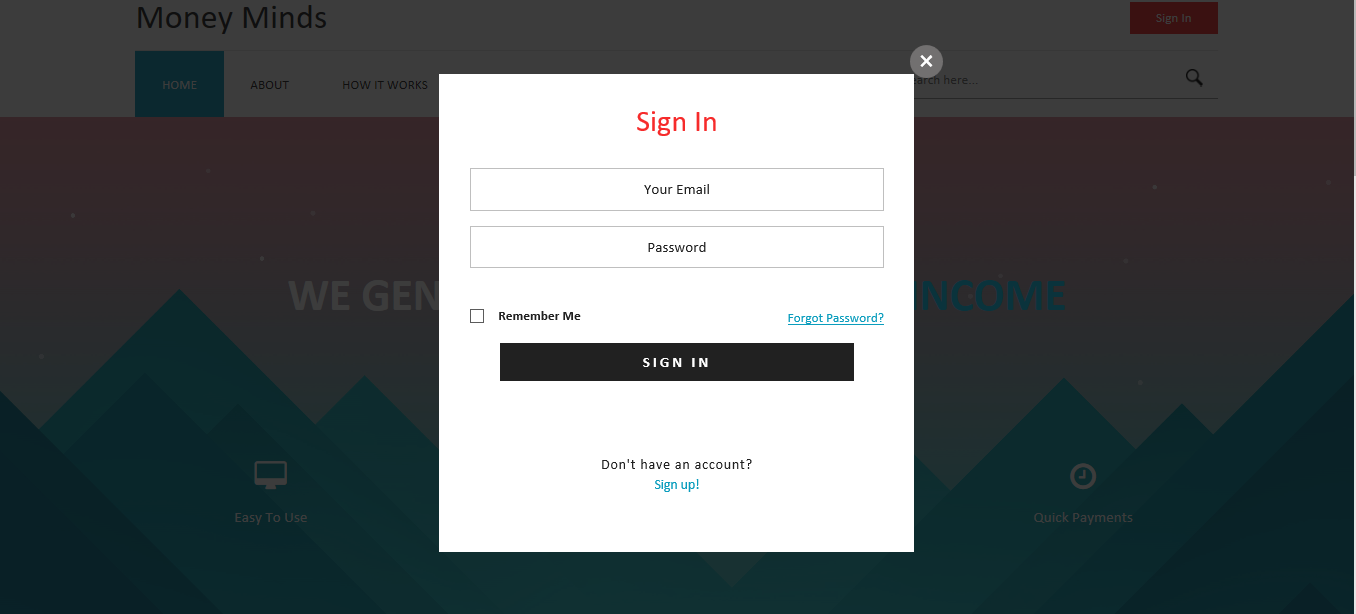 Money Minds
Sign In
HOME
ABOUT
HOW IT WORKS
here...
Sign In
Your Email
Password
WE GEN
INCOME
Remember Me
Forgot Password?
SIGN IN
Don't have an account?
Sign up!
Easy To Use
Quick Payments